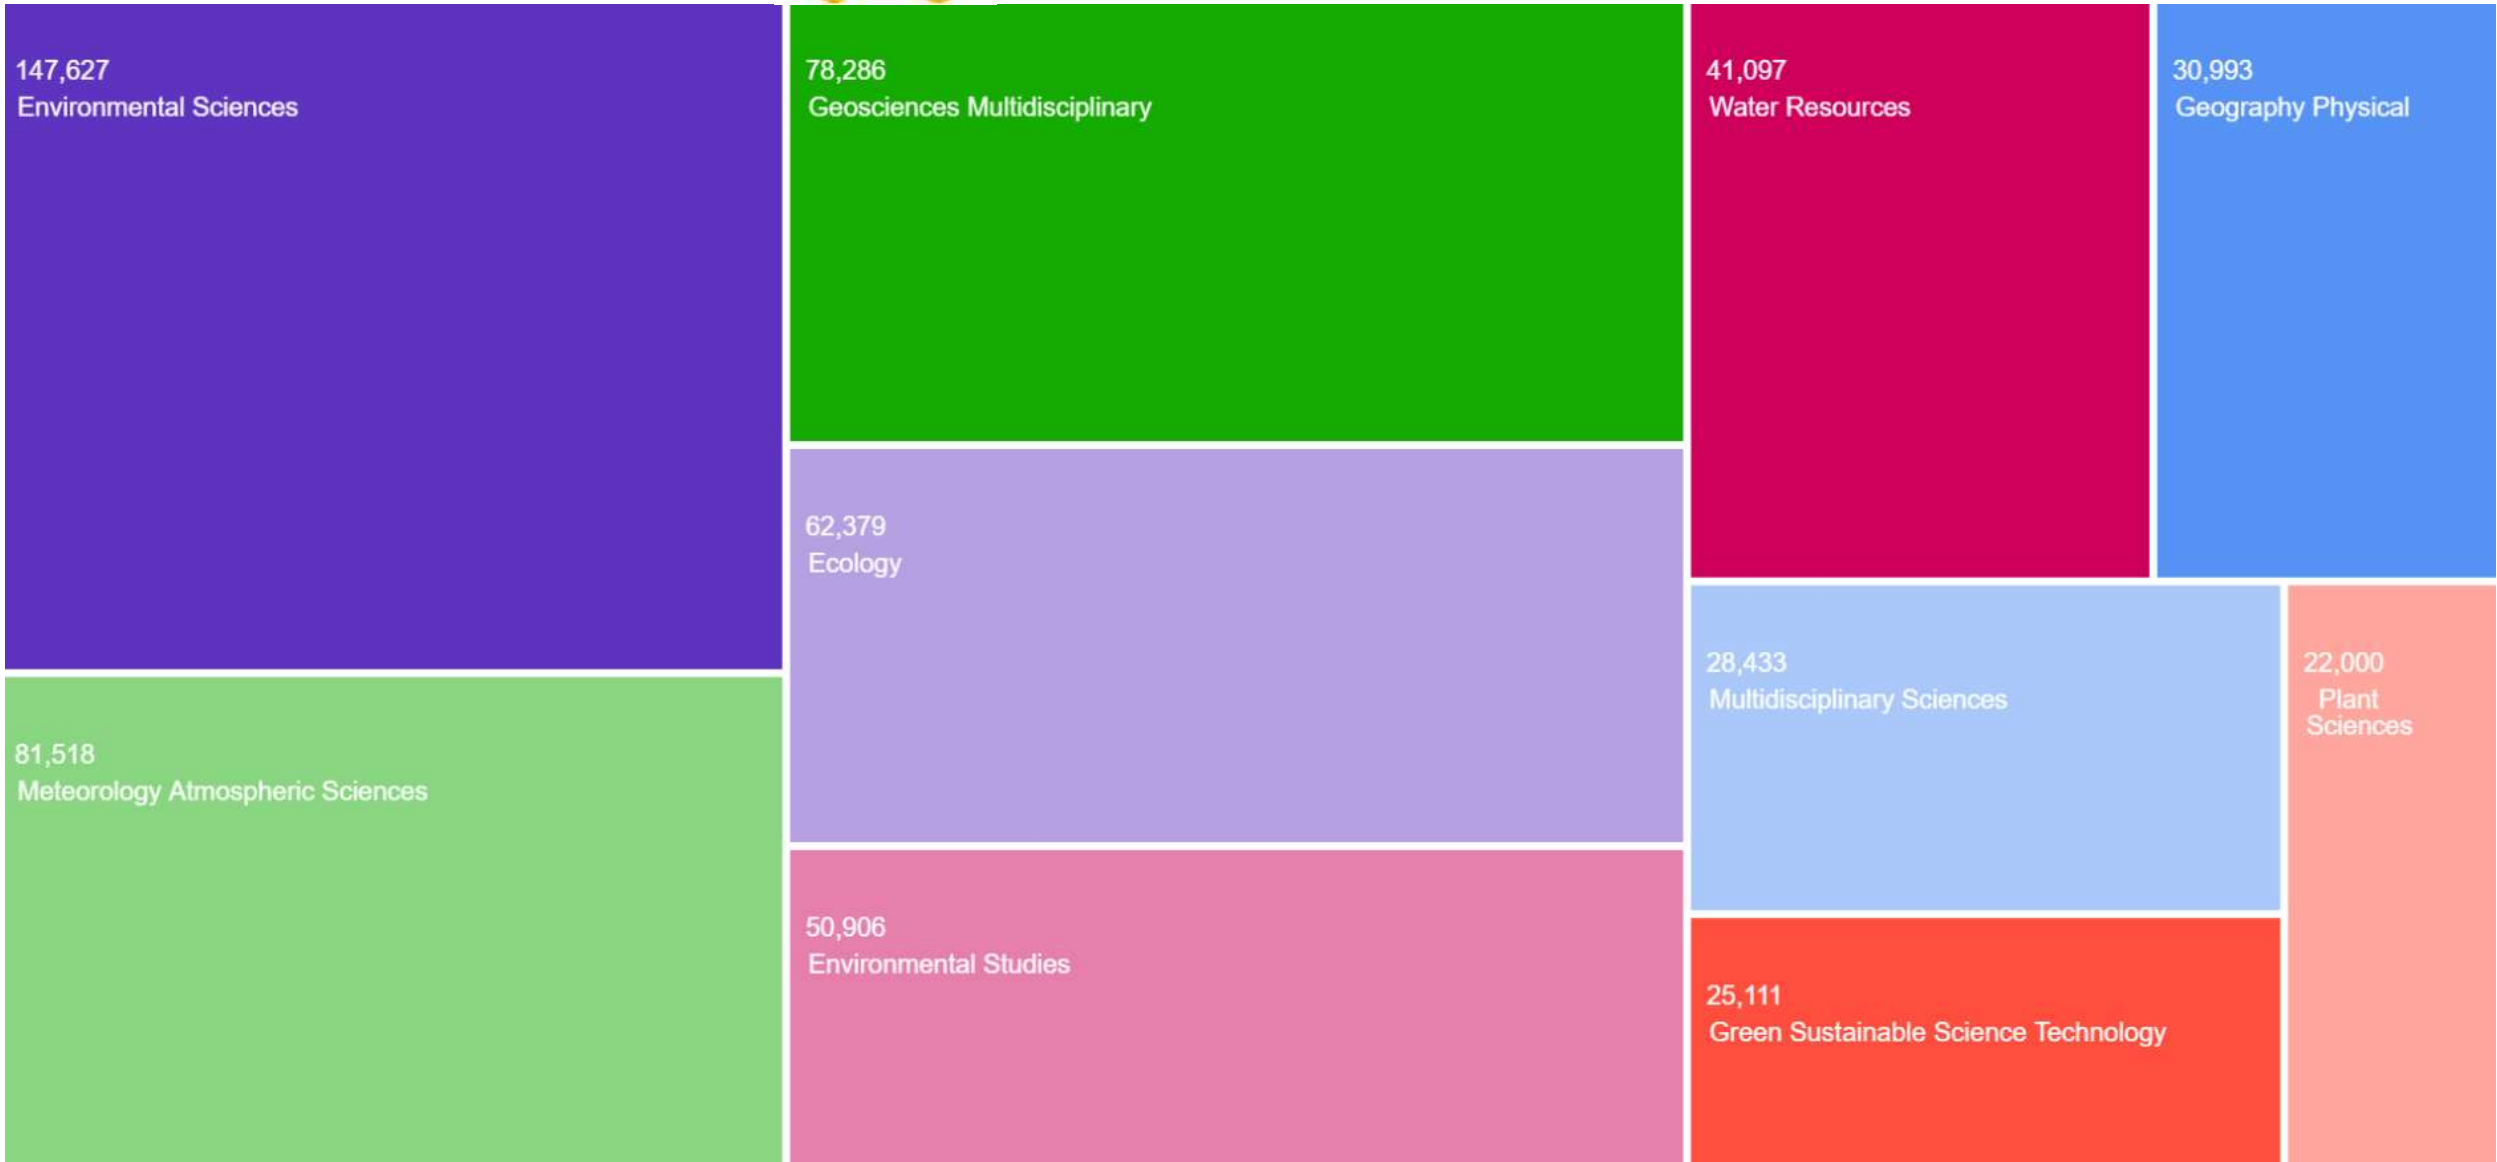 147,627
Environmental Sciences
81,518
Meteorology Atmospheric Sciences
78,286
Geosciences Multidisciplinary
62,379
Ecology
50,906
Environmental Studies
41,097
Water Resources
30,993
Geography Physical
28,433
Multidisciplinary Sciences
25,111
Green Sustainable Science Technology
22,000
Plant
Sciences